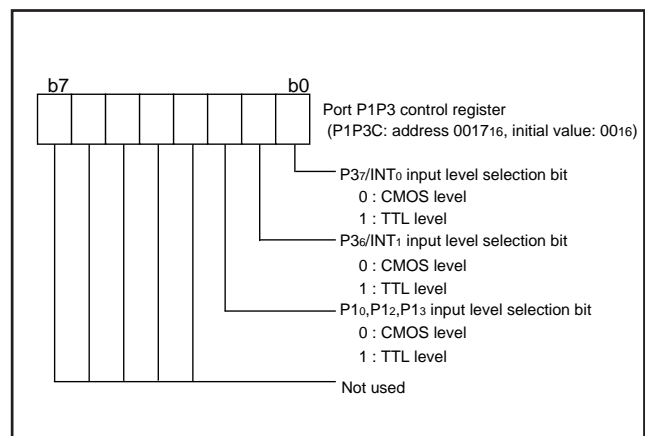 b7 b0
Port P1P3 control register
(P1P3C: address 001716, initial value: 0016)
P37/INT0 input level selection bit
0 : CMOS level
1 : TTL level
P36/INT1 input level selection bit
0 : CMOS level
1 : TTL level
P10,P12,P13 input level selection bit
0 : CMOS level
1 : TTL level
Not used